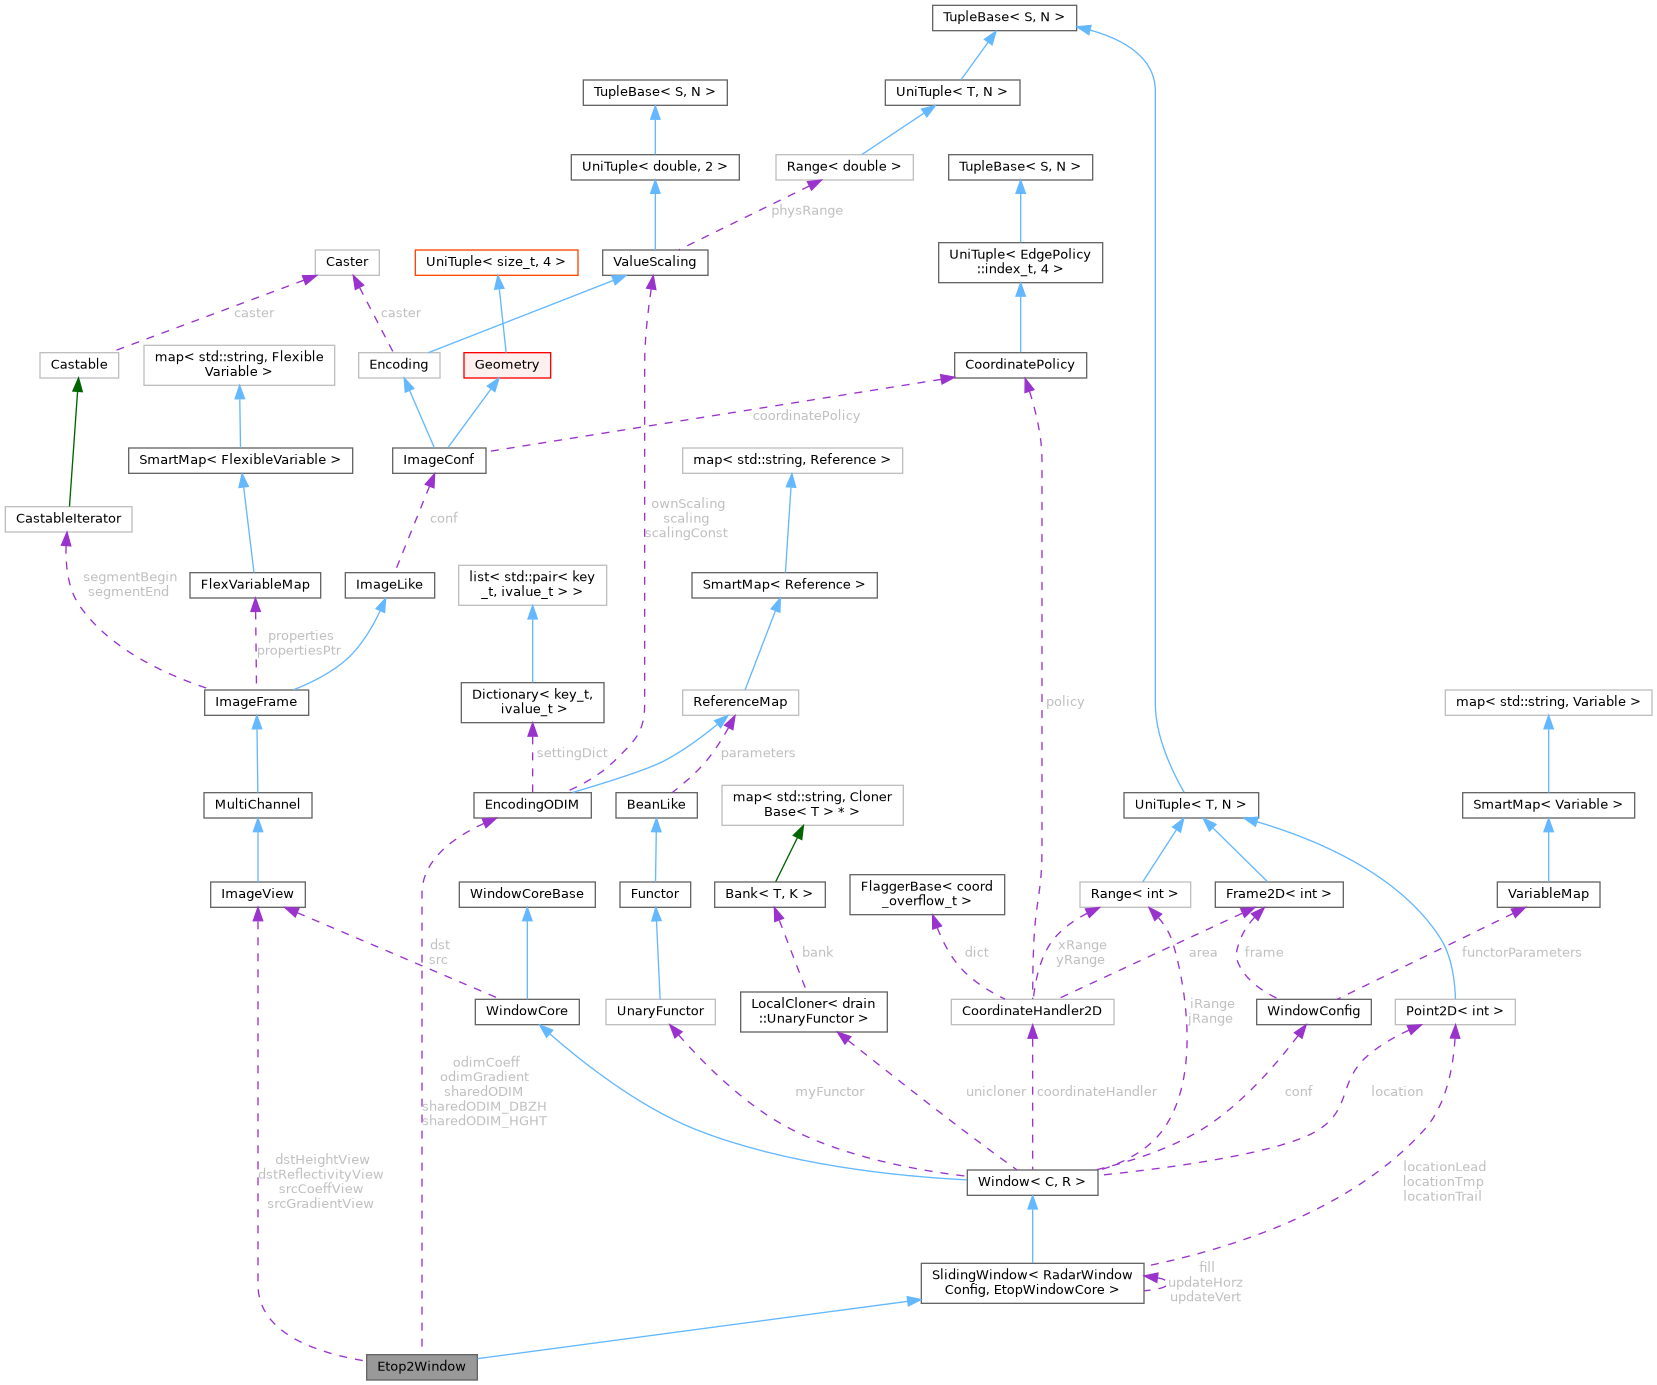 TupleBase< S, N >
TupleBase< S, N >
UniTuple< T, N >
UniTuple< double, 2 >
Range< double >
TupleBase< S, N >
physRange
Caster
UniTuple< size_t, 4 >
ValueScaling
UniTuple< EdgePolicy
::index_t, 4 >
caster
caster
Castable
map< std::string, Flexible
Variable >
Encoding
Geometry
CoordinatePolicy
coordinatePolicy
SmartMap< FlexibleVariable >
ImageConf
map< std::string, Reference >
CastableIterator
conf
ownScaling
scaling
scalingConst
segmentBegin
segmentEnd
FlexVariableMap
ImageLike
list< std::pair< key
_t, ivalue_t > >
SmartMap< Reference >
properties
propertiesPtr
ImageFrame
Dictionary< key_t,
ivalue_t >
ReferenceMap
policy
map< std::string, Variable >
settingDict
parameters
MultiChannel
EncodingODIM
BeanLike
map< std::string, Cloner
Base< T > * >
UniTuple< T, N >
SmartMap< Variable >
ImageView
WindowCoreBase
Functor
Bank< T, K >
FlaggerBase< coord
_overflow_t >
Range< int >
Frame2D< int >
VariableMap
dst
src
bank
dict
xRange
yRange
area
frame
functorParameters
WindowCore
UnaryFunctor
LocalCloner< drain
::UnaryFunctor >
CoordinateHandler2D
iRange
jRange
WindowConfig
Point2D< int >
odimCoeff
odimGradient
sharedODIM
sharedODIM_DBZH
sharedODIM_HGHT
myFunctor
unicloner
coordinateHandler
conf
location
dstHeightView
dstReflectivityView
srcCoeffView
srcGradientView
Window< C, R >
locationLead
locationTmp
locationTrail
SlidingWindow< RadarWindow
Config, EtopWindowCore >
fill
updateHorz
updateVert
Etop2Window